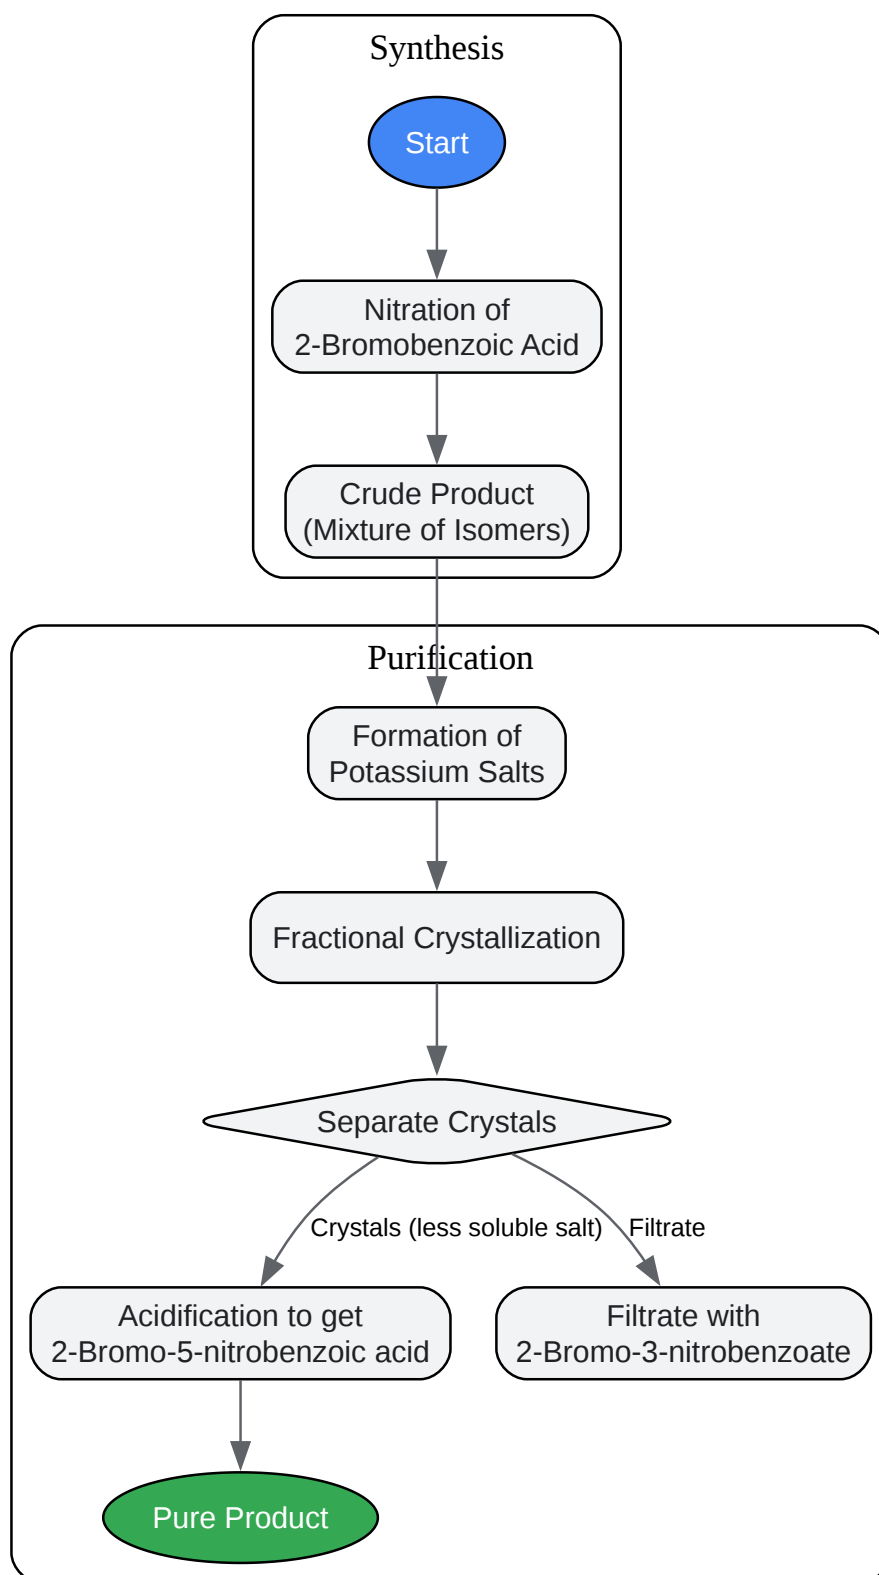 Synthesis
Start
Nitration of
2-Bromobenzoic Acid
Crude Product
(Mixture of Isomers)
Purification
Formation of
Potassium Salts
Fractional Crystallization
Separate Crystals
Crystals (less soluble salt)
Filtrate
Acidification to get
2-Bromo-5-nitrobenzoic acid
Filtrate with
2-Bromo-3-nitrobenzoate
Pure Product